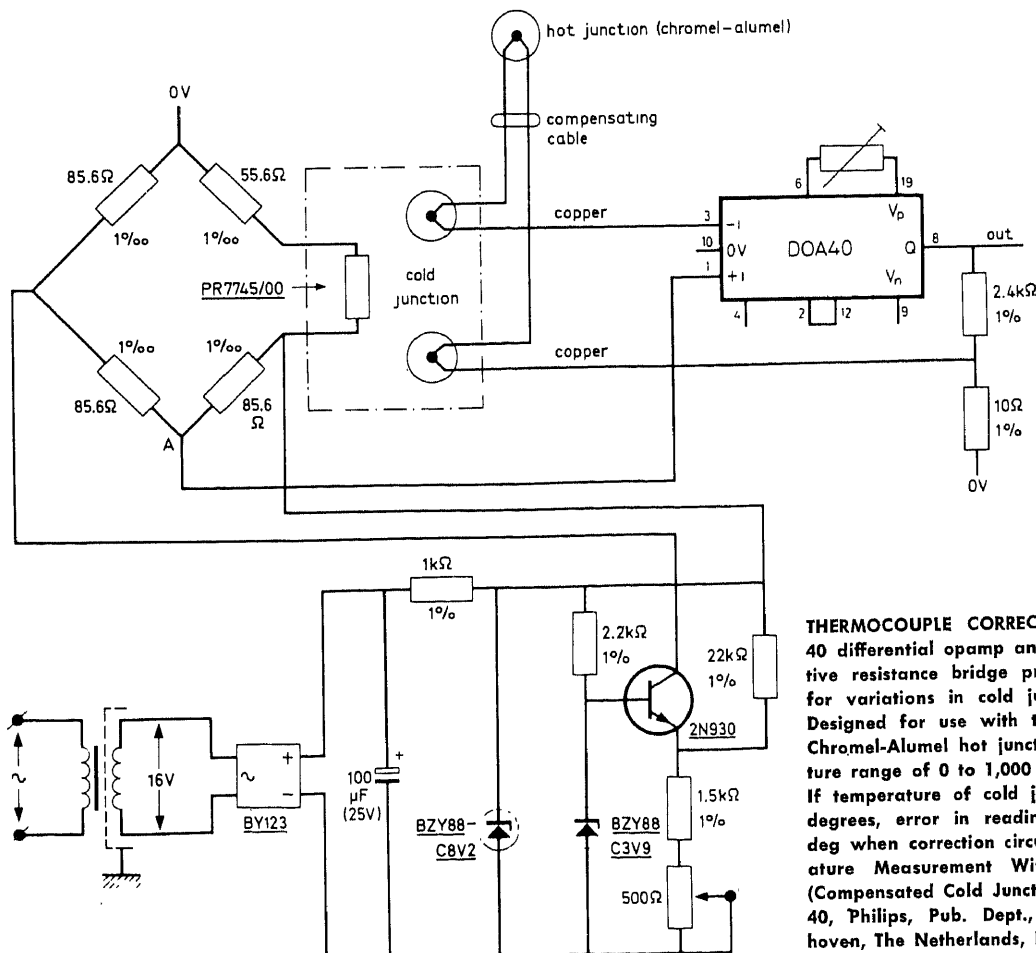 hot junction (chromel-alumel)
0V
compensating
cable
85.6Ω
55.6Ω
1‰
1‰
6
19
Vp
copper
3
-1
10
0V
DOA40
Q
8
out
1
+1
Vn
PR7745/00
cold
junction
2.4kΩ
1%
4
2
12
9
1‰
1‰
copper
85.6Ω
85.6
Ω
A
10Ω
1%
0V
1kΩ
1%
2.2kΩ
1%
22kΩ
1%
2N930
~
16V
~
+
-
BY123
+
100
µF
(25V)
BZY88-
C8V2
BZY88
C3V9
1.5kΩ
1%
500Ω
THERMOCOUPLE CORREC
40 differential opamp an
tive resistance bridge pr
for variations in cold ju
Designed for use with t
Chromel-Alumel hot junct
ture range of 0 to 1,000
If temperature of cold j
degrees, error in readin
deg when correction circu
ature Measurement Wi
(Compensated Cold Junct
40, Philips, Pub. Dept.,
hoven, The Netherlands,